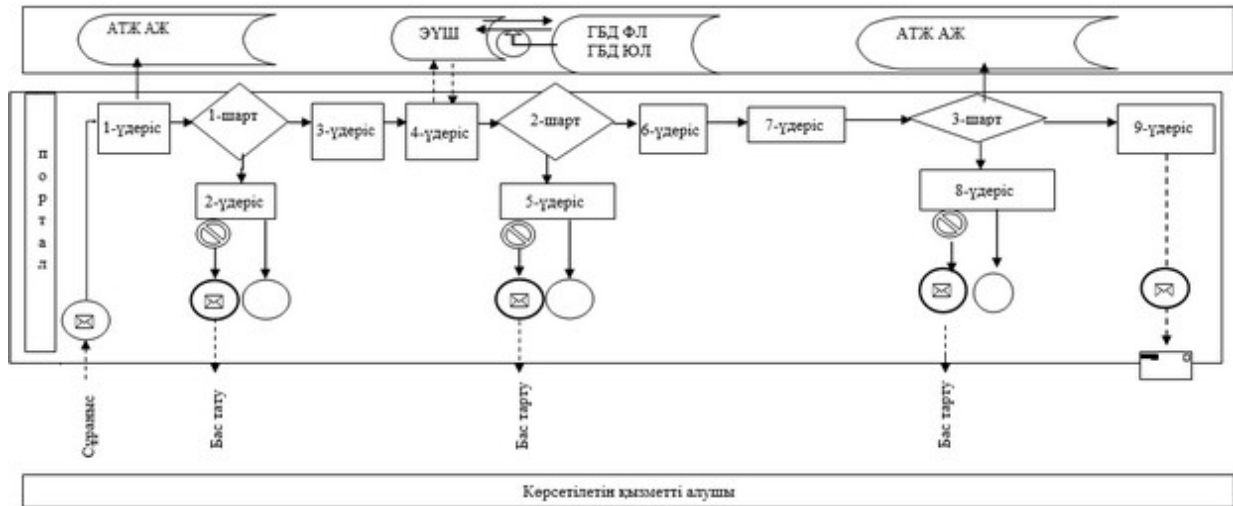 АТЖ АЖ
ЭҮШ
ГБД ФЛ
ГБД ЮЛ
АТЖ АЖ
портал
1-үдеріс
1-шарт
3-үдеріс
4-үдеріс
2-шарт
6-үдеріс
7-үдеріс
3-шарт
9-үдеріс
2-үдеріс
5-үдеріс
8-үдеріс
Сұраныс
Бас тату
Бас тарту
Бас тарту
Көрсетілетін қызметті алушы